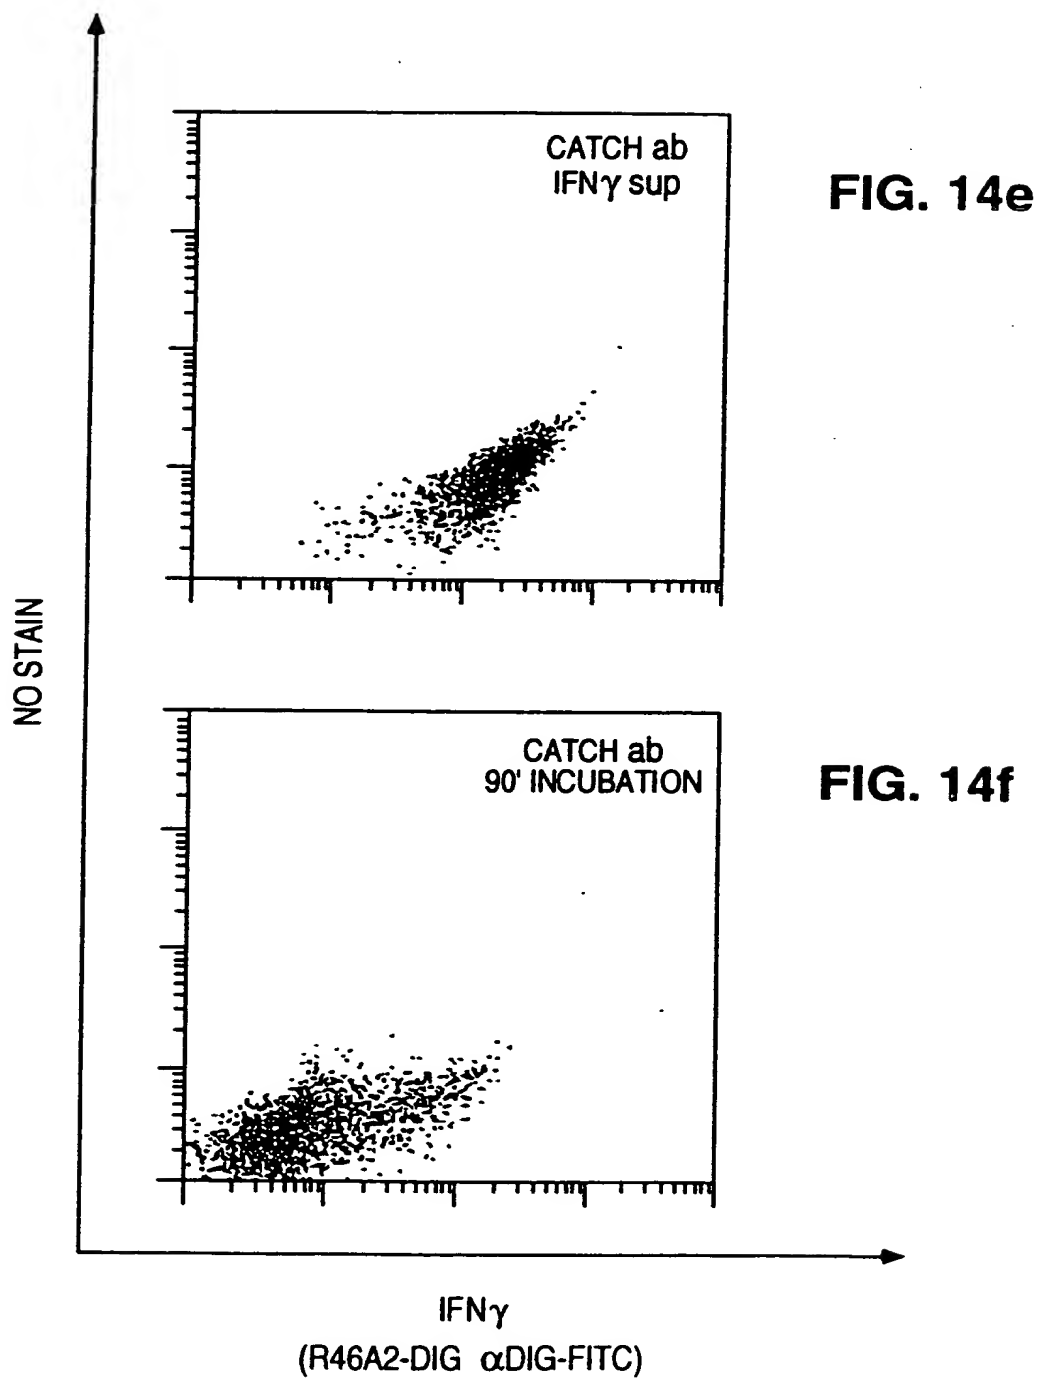 CATCH ab
IFNγ sup
FIG. 14e
NO STAIN
CATCH ab
90' INCUBATION
FIG. 14f
IFNγ
(R46A2-DIG αDIG-FITC)